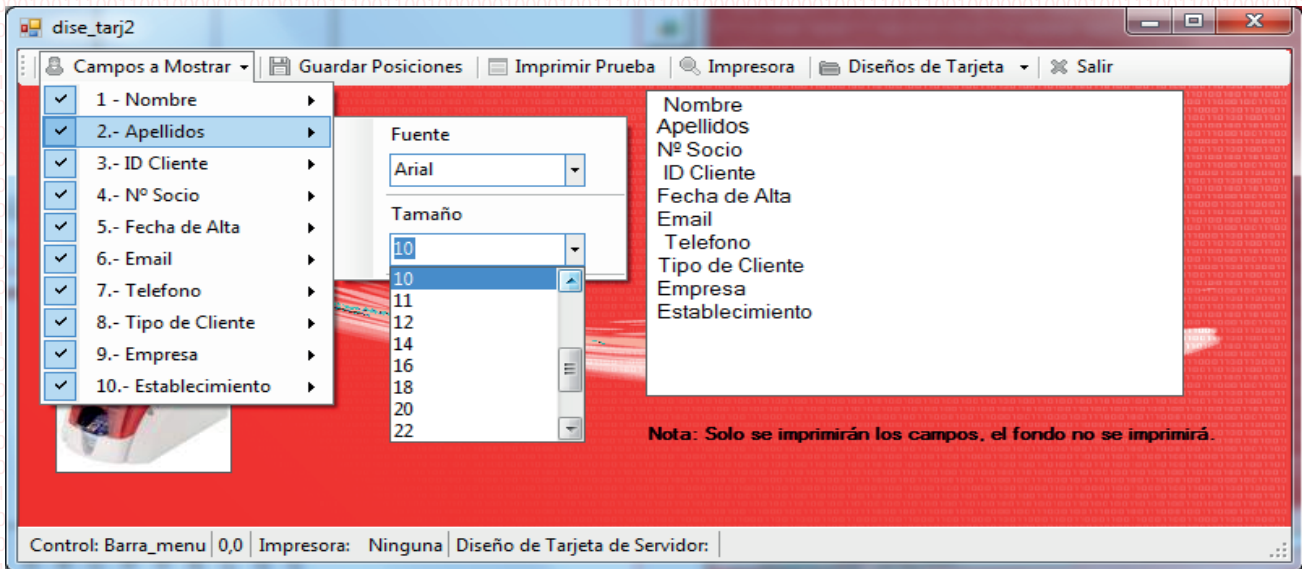 dise_tarj2
Campos a Mostrar Guardar Posiciones Imprimir Prueba Impresora Diseños de Tarjeta Salir
1 - Nombre
2.- Apellidos
3.- ID Cliente
4.- Nº Socio
5.- Fecha de Alta
6.- Email
7.- Telefono
8.- Tipo de Cliente
9.- Empresa
10.- Establecimiento
Fuente
Arial
Tamaño
10
10
11
12
14
16
18
20
22
Nombre
Apellidos
Nº Socio
ID Cliente
Fecha de Alta
Email
Telefono
Tipo de Cliente
Empresa
Establecimiento
Nota: Solo se imprimirán los campos, el fondo no se imprimirá.
Control: Barra_menu 0,0 Impresora: Ninguna Diseño de Tarjeta de Servidor: